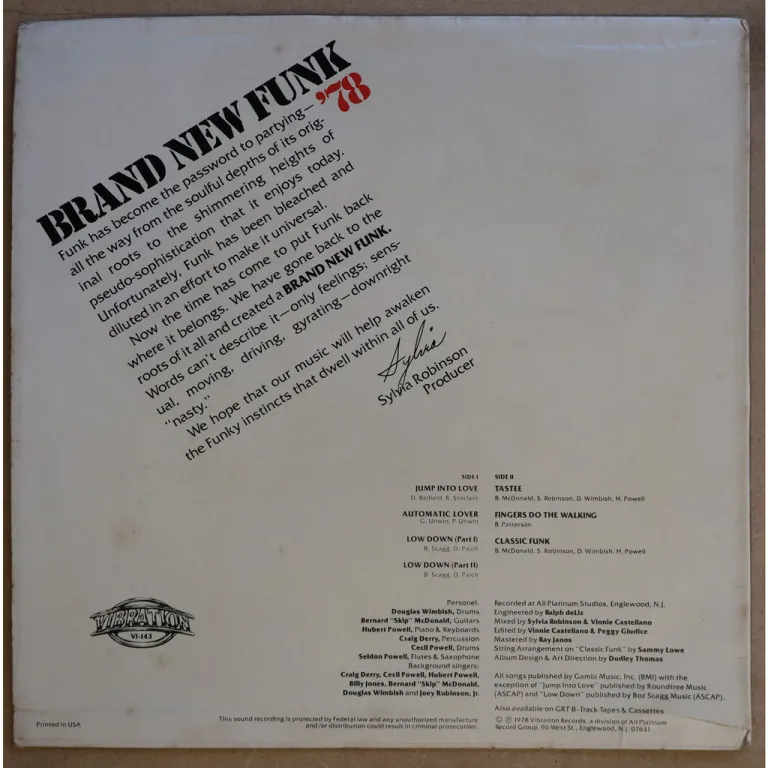 BRAND NEW FUNK
'78
Funk has become the password to partying—
all the way from the soulful depths of its orig-
inal roots to the shimmering heights of
pseudo-sophistication that it enjoys today.
Unfortunately, Funk has been bleached and
diluted in an effort to make it universal.
Now the time has come to put Funk back
where it belongs. We have gone back to the
roots of it all and created a BRAND NEW FUNK.
Words can't describe it—only feelings; sens-
ual, moving, driving, gyrating—downright
"nasty."
We hope that our music will help awaken
the Funky instincts that dwell within all of us.
Sylvia
Sylvia Robinson
Producer
SIDE I
JUMP INTO LOVE
D. Redfield, R. Stockert
AUTOMATIC LOVER
G. Unwin, P. Unwin
LOW DOWN (Part I)
B. Scagg, D. Paich
LOW DOWN (Part II)
B. Scagg, D. Paich
SIDE II
TASTEE
B. McDonald, S. Robinson, D. Wimbish, H. Powell
FINGERS DO THE WALKING
B. Patterson
CLASSIC FUNK
B. McDonald, S. Robinson, D. Wimbish, H. Powell
VIBRATION
VI-143
Personel:
Douglas Wimbish, Drums
Bernard "Skip" McDonald, Guitars
Hubert Powell, Piano & Keyboards
Craig Derry, Percussion
Cecil Powell, Drums
Seldon Powell, Flutes & Saxophone
Background singers:
Craig Derry, Cecil Powell, Hubert Powell,
Billy Jones, Bernard "Skip" McDonald,
Douglas Wimbish and Joey Robinson, Jr.
Recorded at All Platinum Studios, Englewood, N.J.
Engineered by Ralph deLiz
Mixed by Sylvia Robinson & Vinnie Castellano
Edited by Vinnie Castellano & Peggy Giudice
Mastered by Ray Janos
String Arrangement on "Classic Funk" by Sammy Lowe
Album Design & Art Direction by Dudley Thomas
All songs published by Gambi Music, Inc. (BMI) with the
exception of "Jump Into Love" published by Roundtree Music
(ASCAP) and "Low Down" published by Boz Scagg Music (ASCAP).
Also available on GRT 8-Track Tapes & Cassettes
© ℗ 1978 Vibration Records, a division of All Platinum
Record Group, 96 West St., Englewood, N.J. 07631
Printed in USA
This sound recording is protected by federal law and any unauthorized manufacture
and/or distribution could result in criminal prosecution.